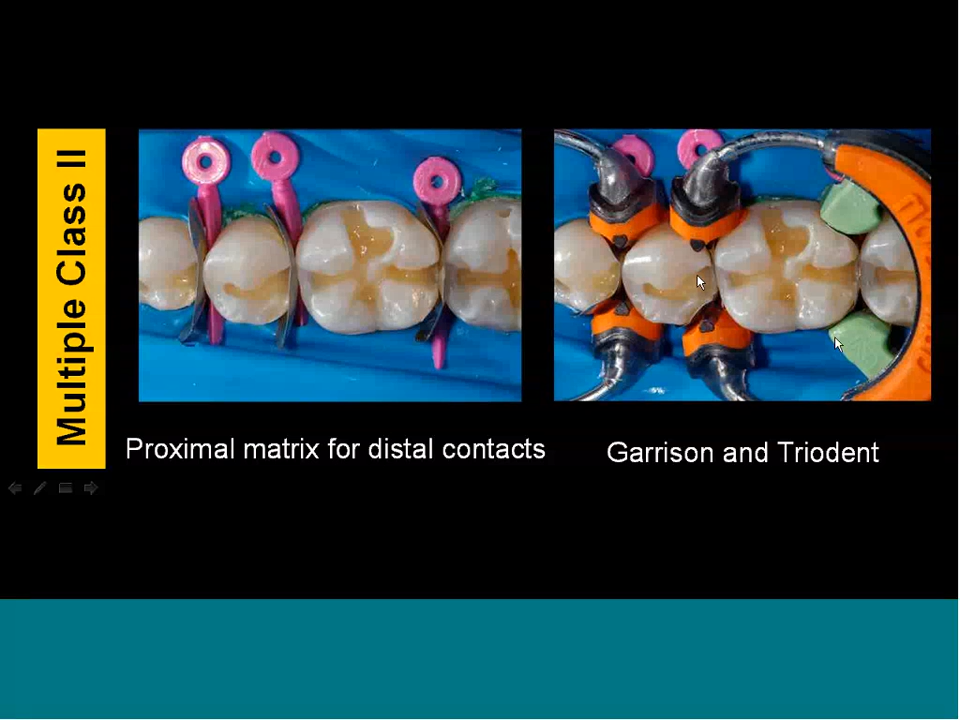 Multiple Class II
Proximal matrix for distal contacts
Garrison and Triodent